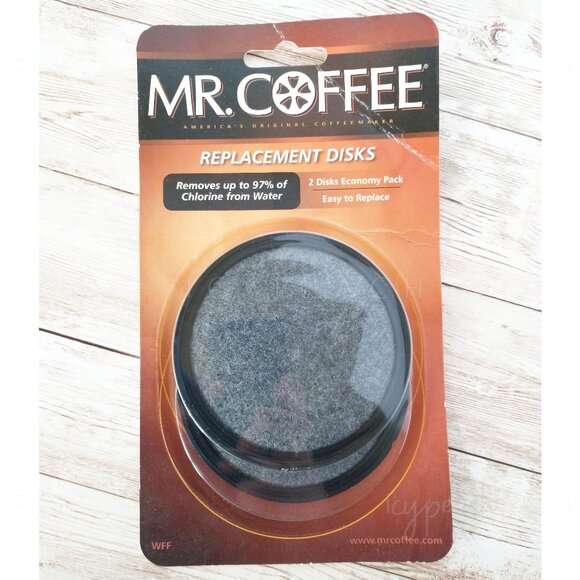 MR. COFFEE®
AMERICA'S ORIGINAL COFFEEMAKER
REPLACEMENT DISKS
Removes up to 97% of
Chlorine from Water
2 Disks Economy Pack
Easy to Replace
WFF
www.mrcoffee.com